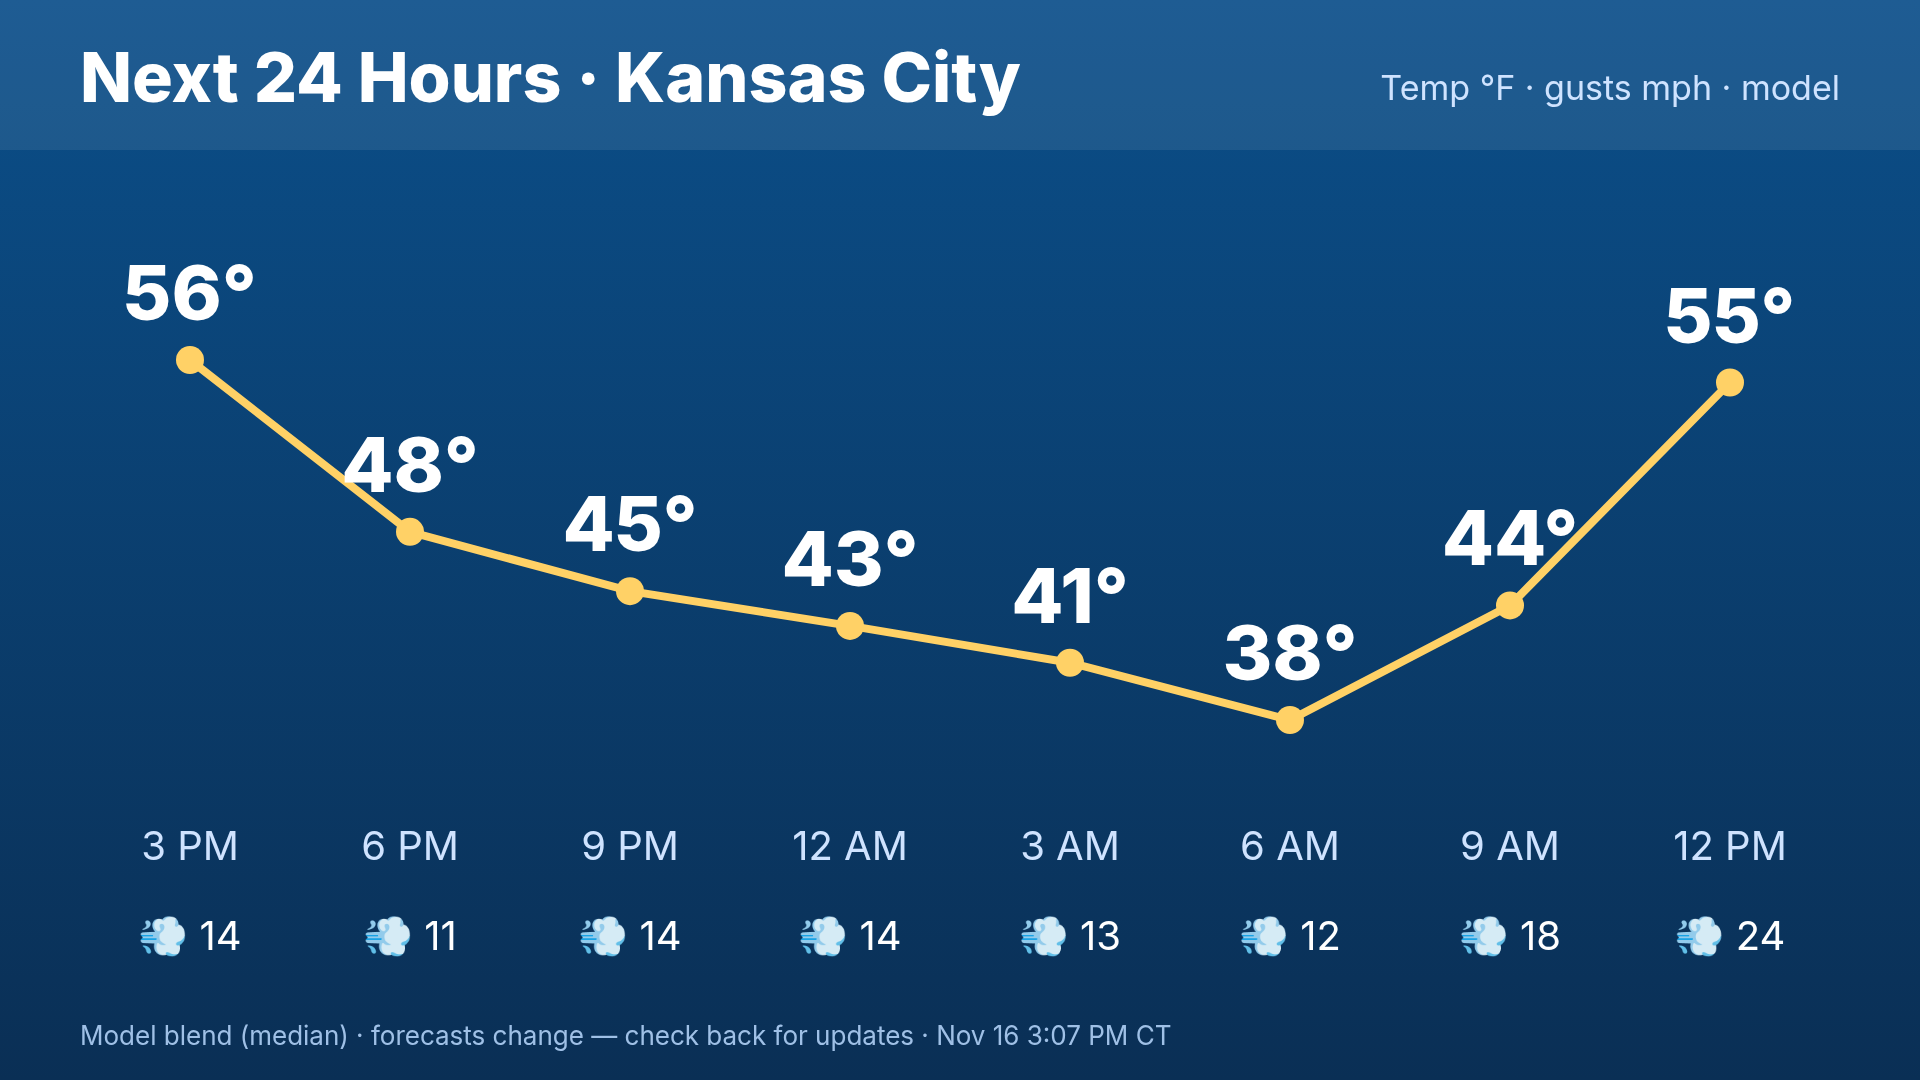 Next 24 Hours · Kansas City
Temp °F · gusts mph · model
56°
48°
45°
43°
41°
38°
44°
55°
3 PM
6 PM
9 PM
12 AM
3 AM
6 AM
9 AM
12 PM
💨 14
💨 11
💨 14
💨 14
💨 13
💨 12
💨 18
💨 24
Model blend (median) · forecasts change — check back for updates · Nov 16 3:07 PM CT